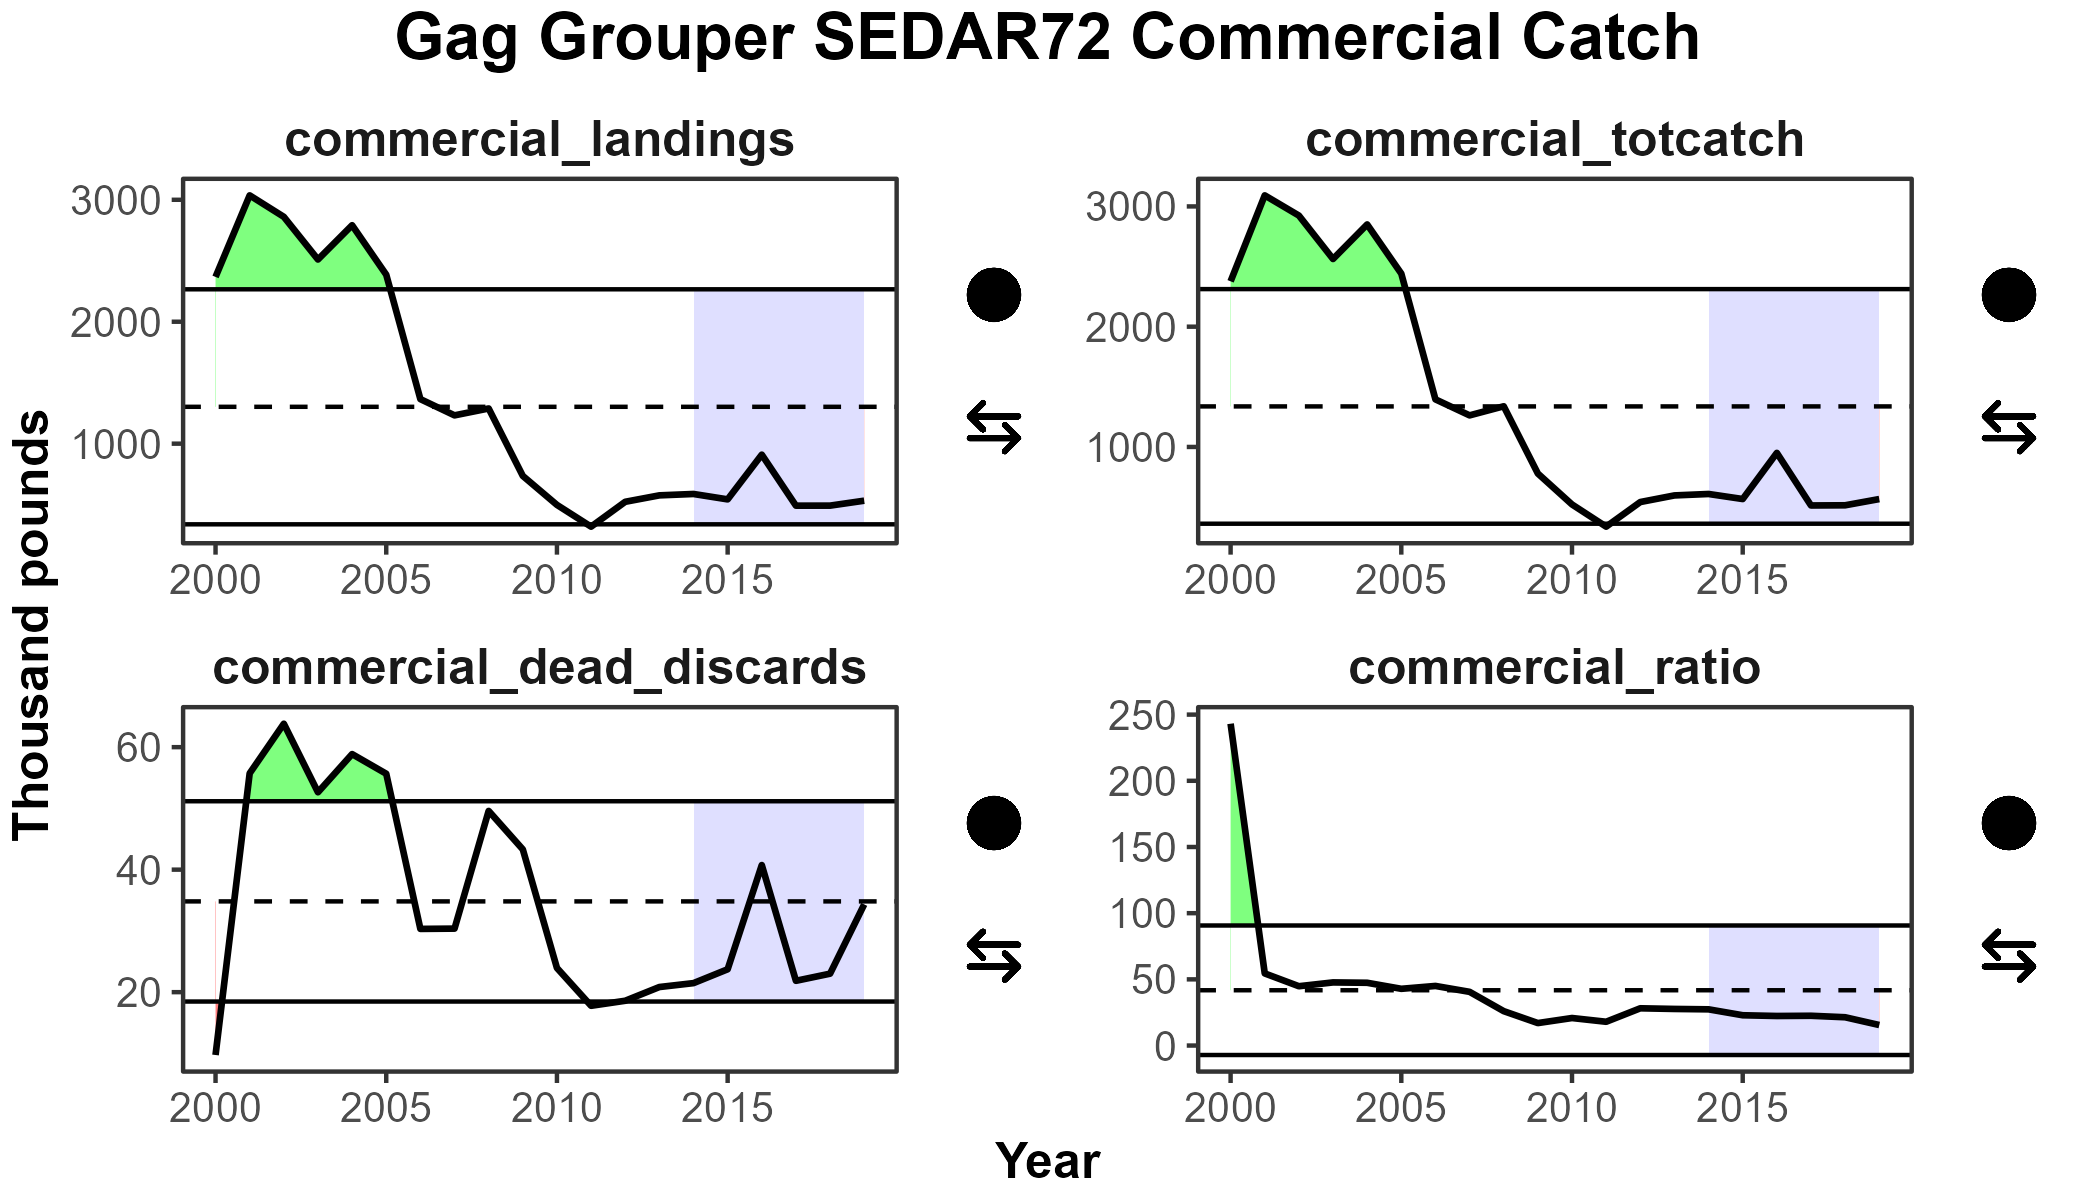 Gag Grouper SEDAR72 Commercial Catch
commercial_landings
3000
2000
1000
2000 2005 2010 2015
commercial_totcatch
3000
2000
1000
2000 2005 2010 2015
Thousand pounds
commercial_dead_discards
60
40
20
2000 2005 2010 2015
commercial_ratio
250
200
150
100
50
0
2000 2005 2010 2015
Year